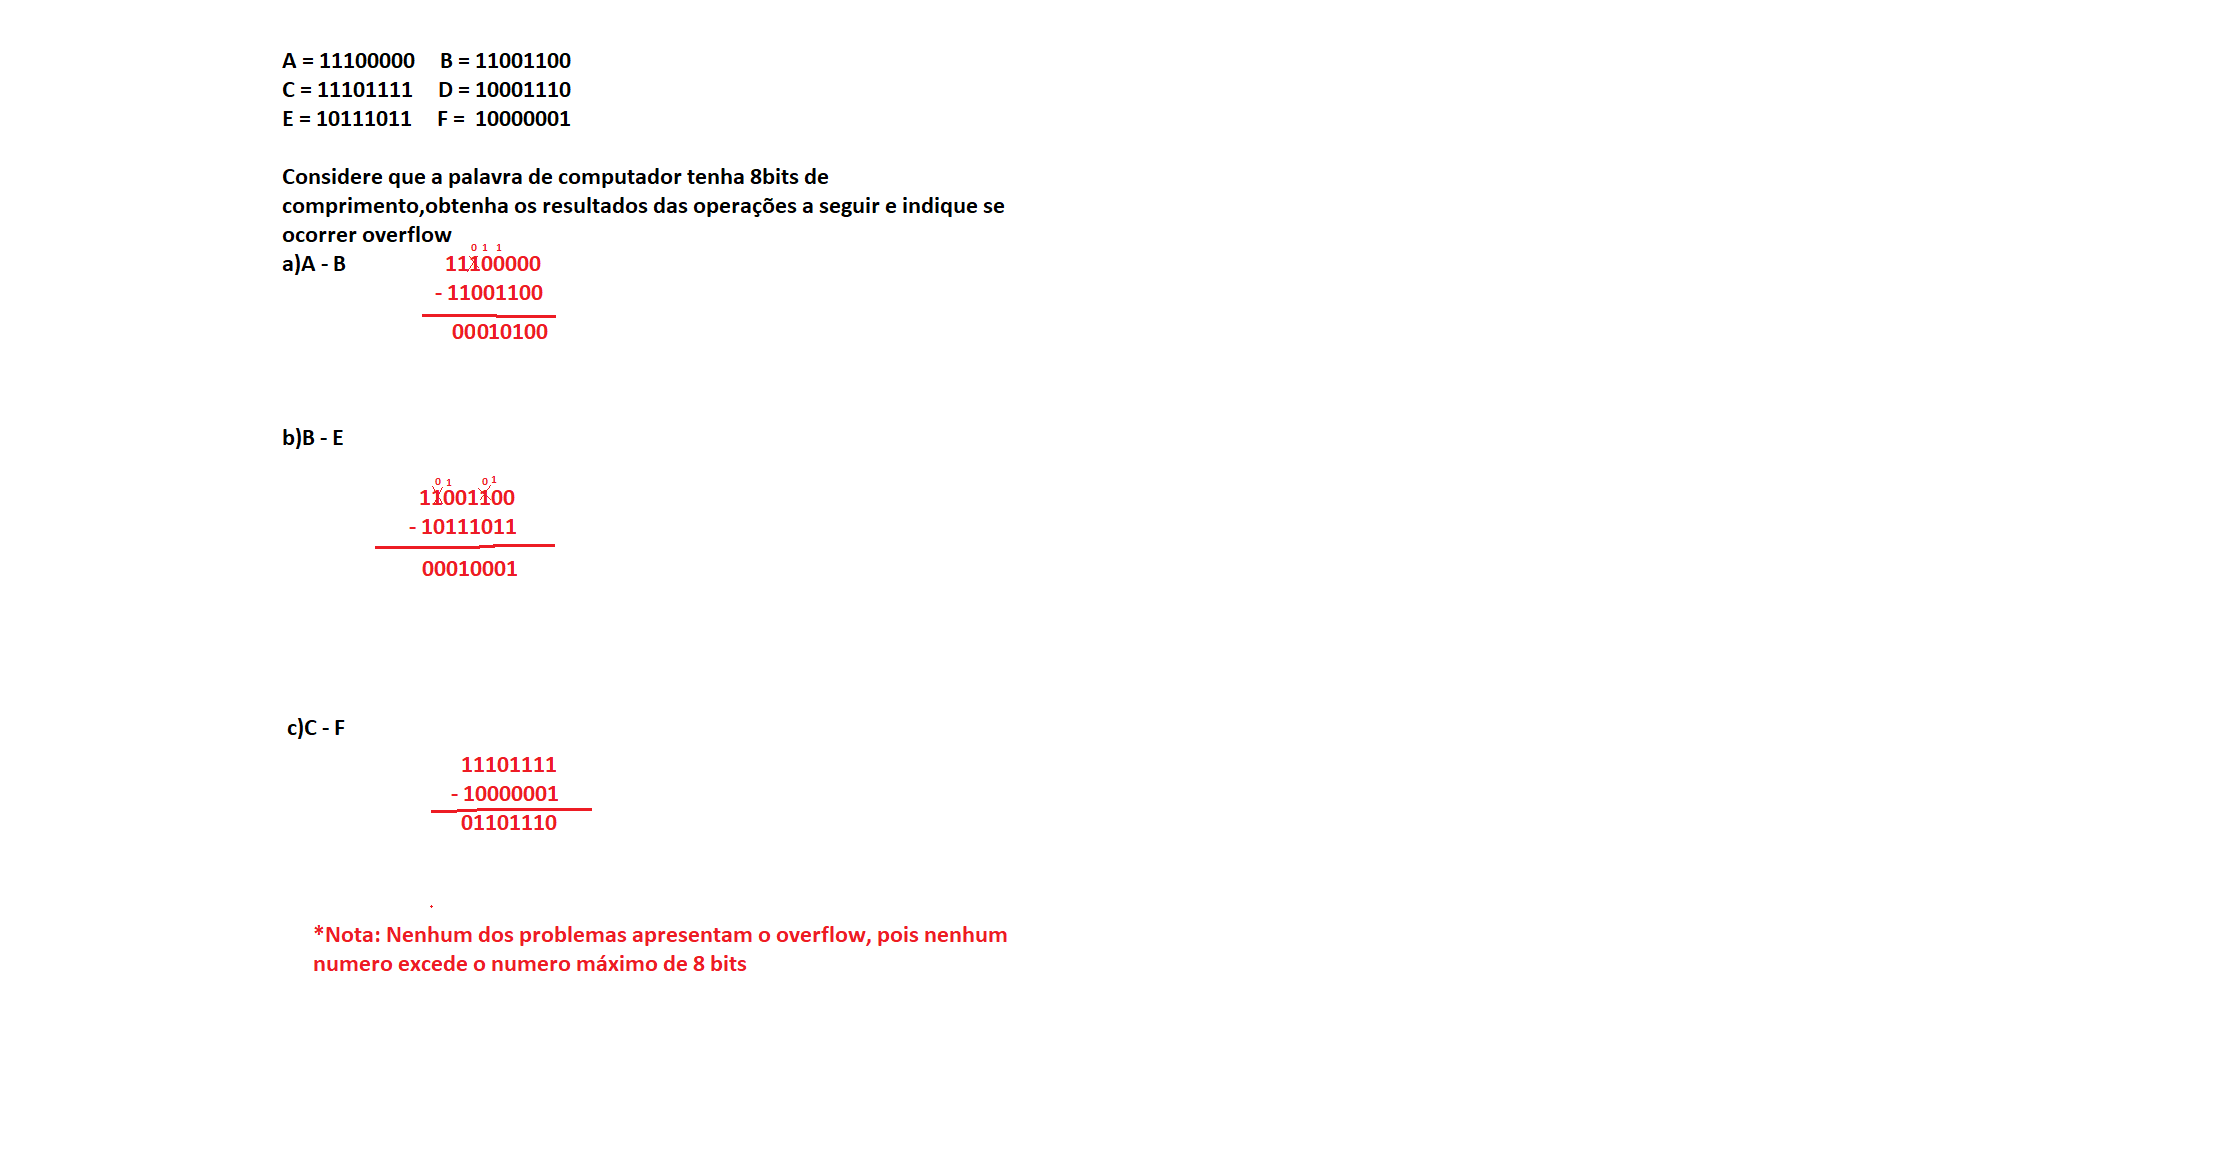 A = 11100000 B = 11001100
C = 11101111 D = 10001110
E = 10111011 F = 10000001
Considere que a palavra de computador tenha 8bits de
comprimento,obtenha os resultados das operações a seguir e indique se
ocorrer overflow
0 1 1
a)A - B 11100000
- 11001100
00010100
b)B - E
0 1 0 1
11001100
- 10111011
00010001
c)C - F
11101111
- 10000001
01101110
*Nota: Nenhum dos problemas apresentam o overflow, pois nenhum
numero excede o numero máximo de 8 bits